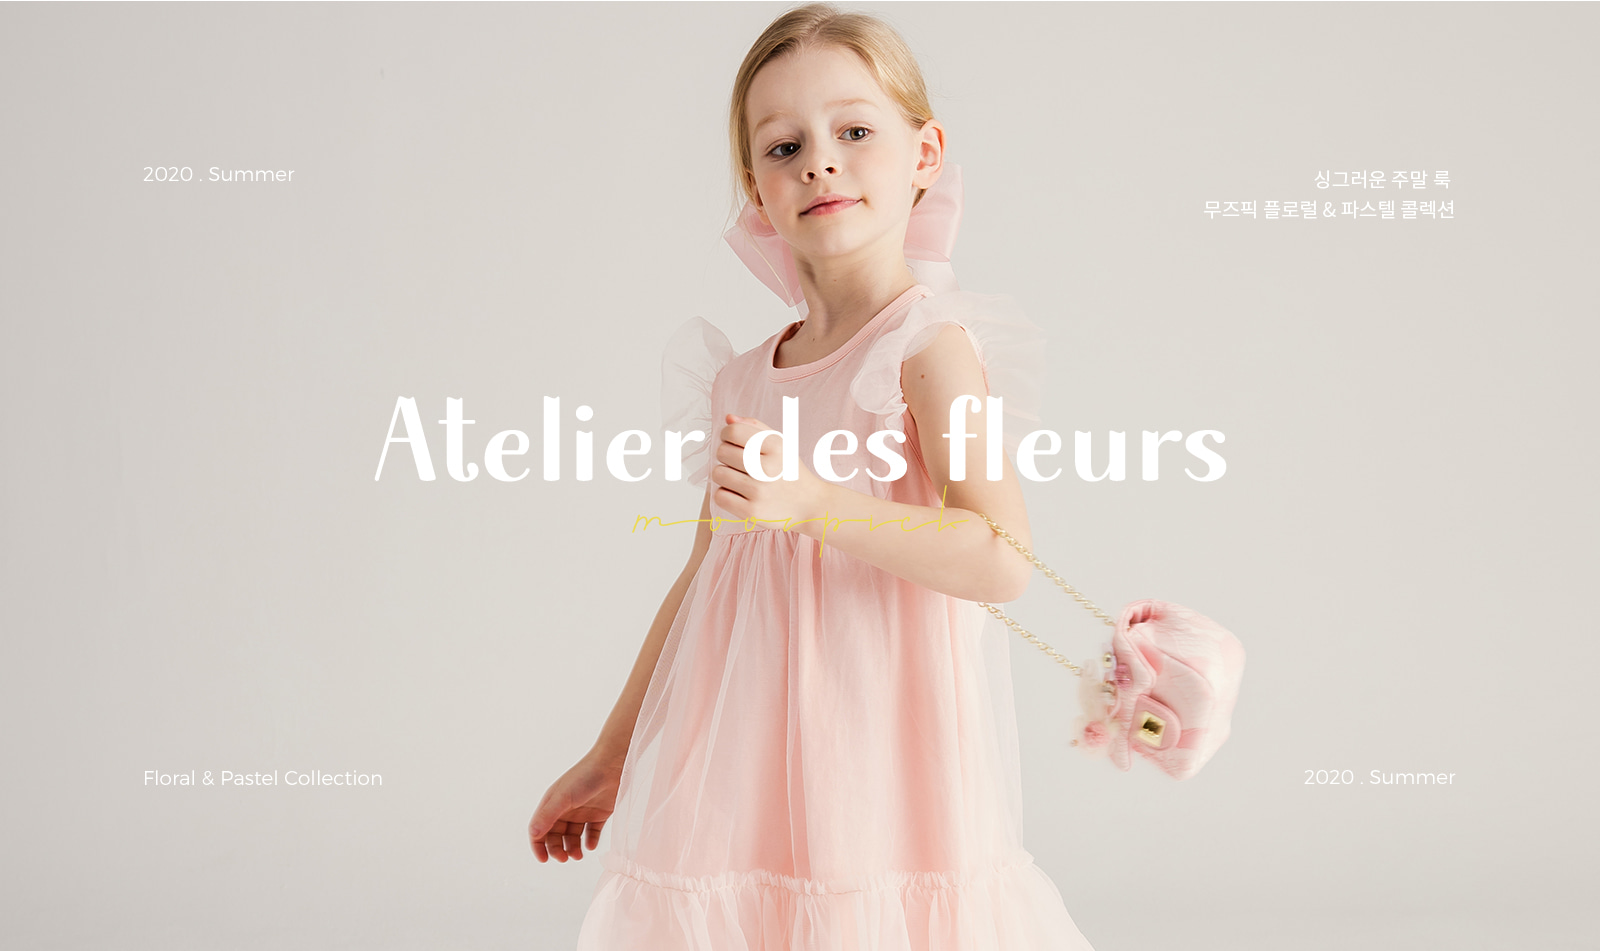 2020 . Summer
싱그러운 주말 룩
무즈픽 플로럴 & 파스텔 콜렉션
Atelier des fleurs
moozpick
Floral & Pastel Collection
2020 . Summer